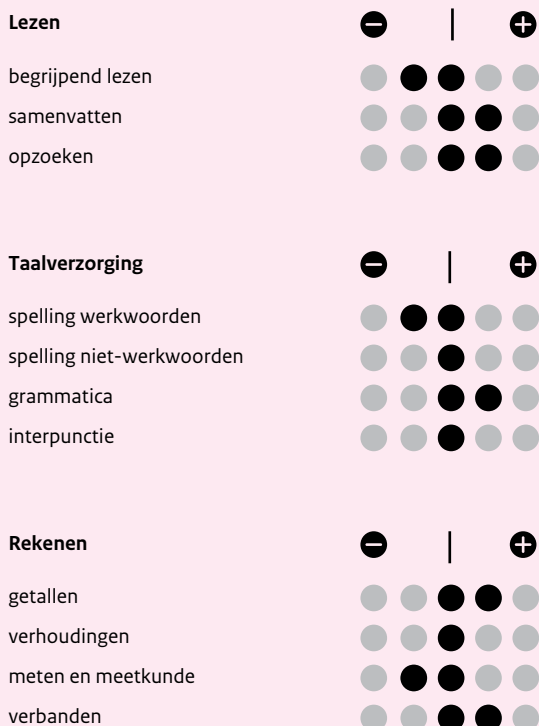 Lezen
begrijpend lezen
samenvatten
opzoeken
Taalverzorging
spelling werkwoorden
spelling niet-werkwoorden
grammatica
interpunctie
Rekenen
getallen
verhoudingen
meten en meetkunde
verbanden